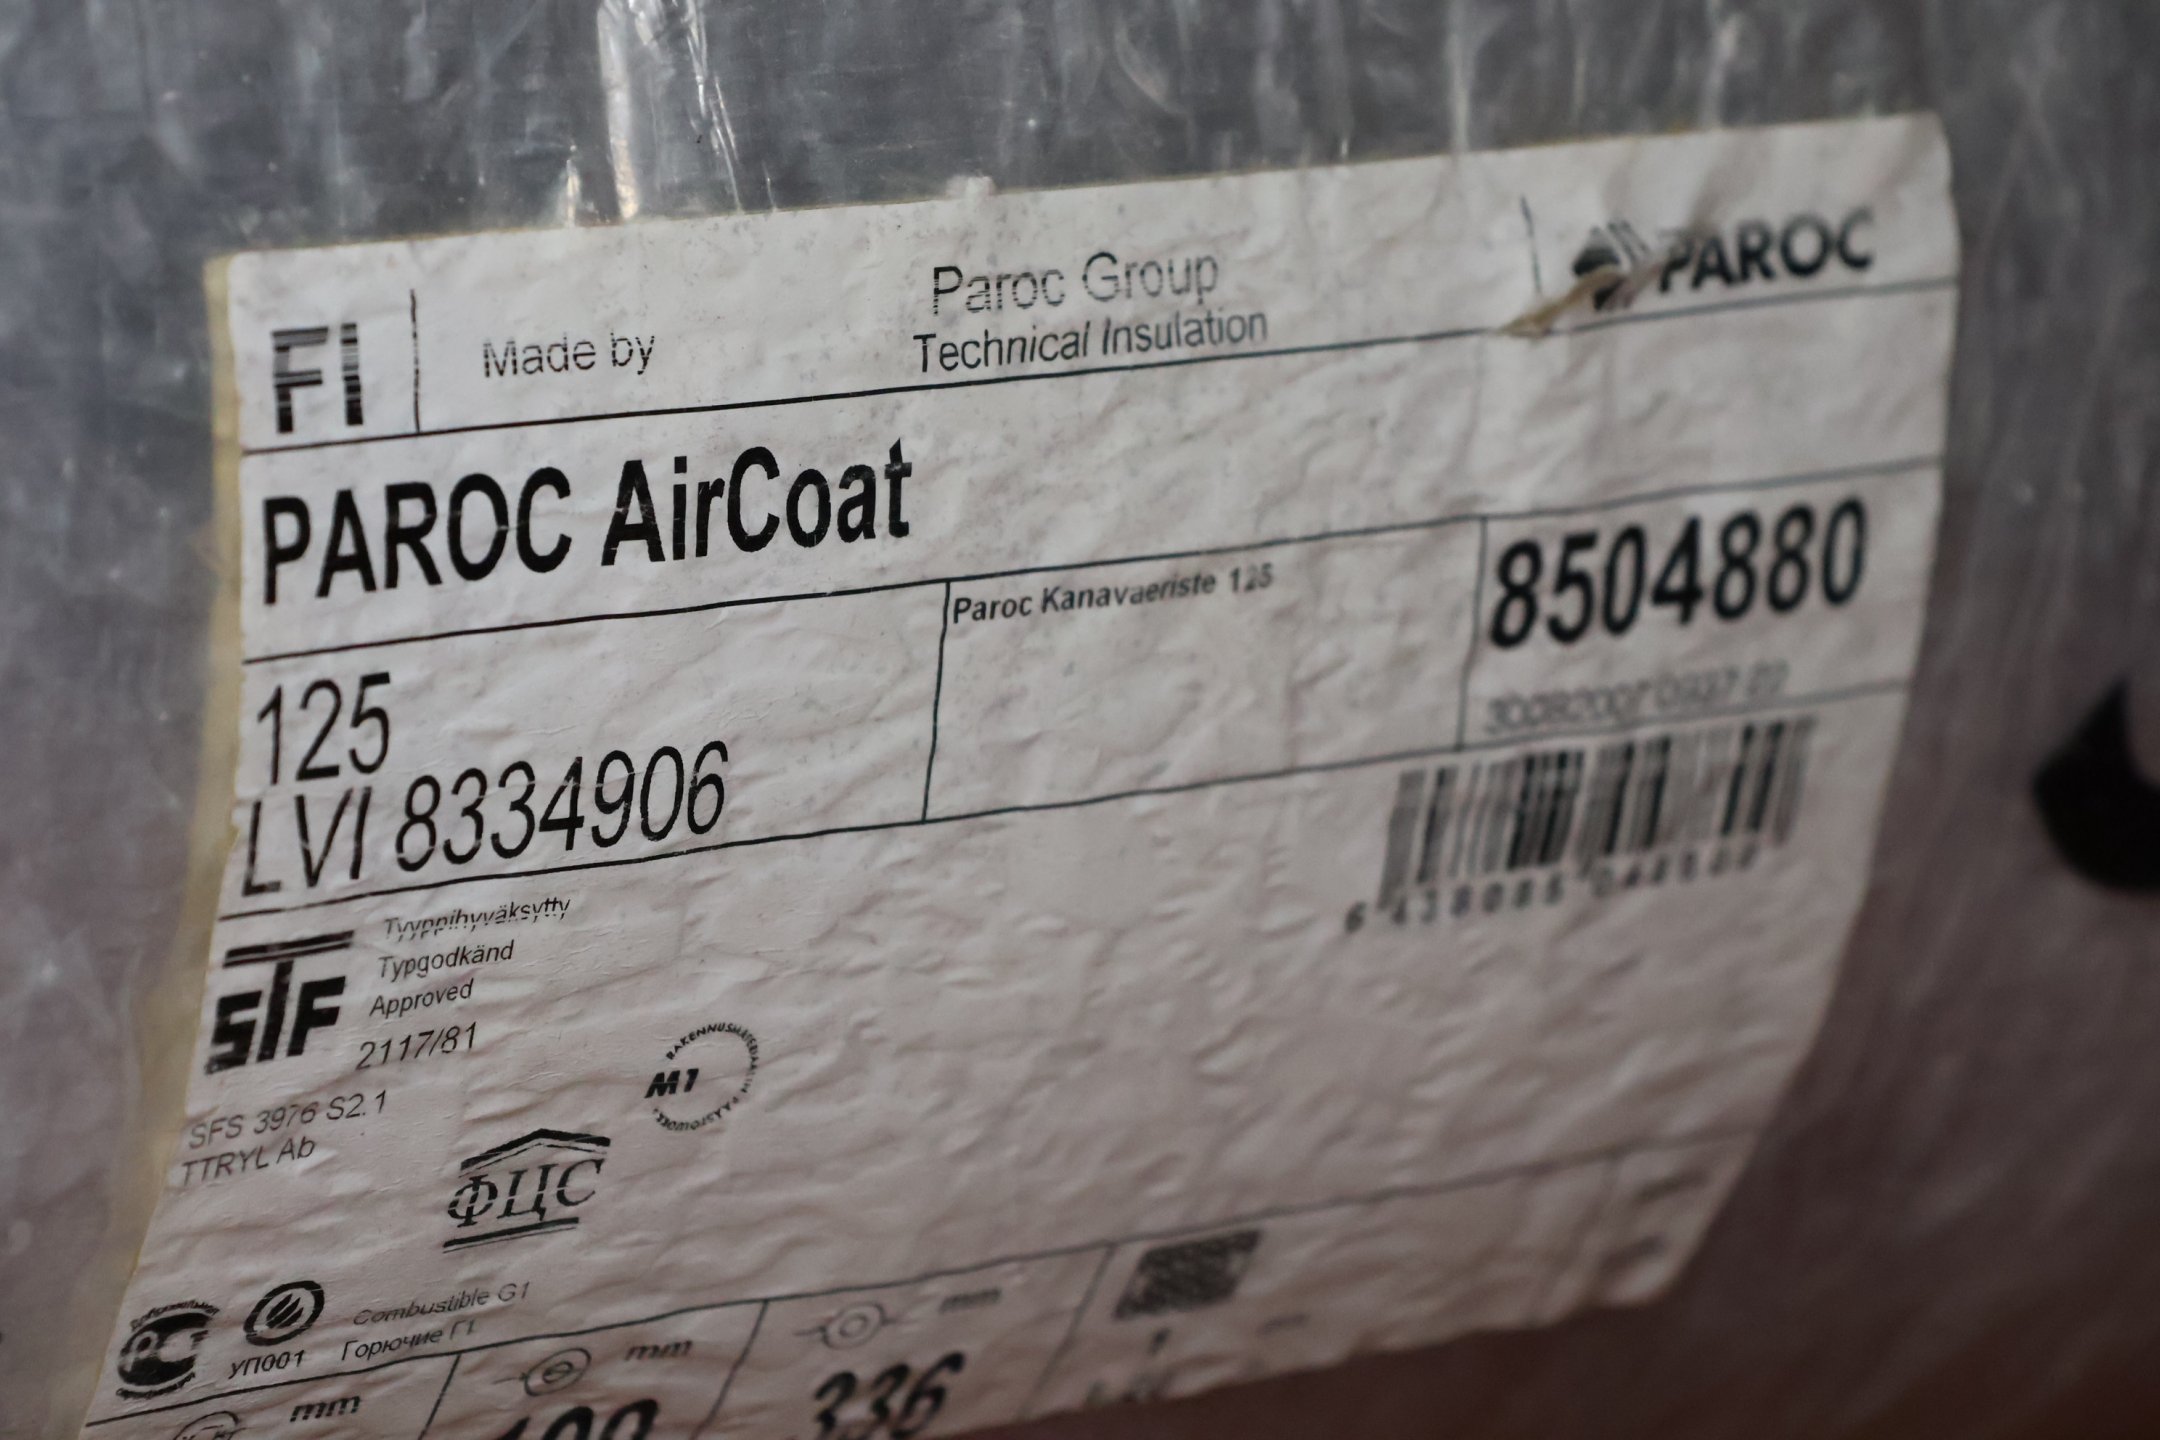 FI
Made by
Paroc Group
Technical Insulation
PAROC
PAROC AirCoat
125
LVI 8334906
Paroc Kanavaeriste 125
8504880
STF
Tyyppihyväksytty
Typgodkänd
Approved
2117/81
SFS 3976 S2.1
TTRYL Ab
RAKENNUSMATERIAALIN PÄÄSTÖLUOKKA
M1
ФЦС
УП001
Combustible G1
Горючие Г1
mm
mm
mm
336